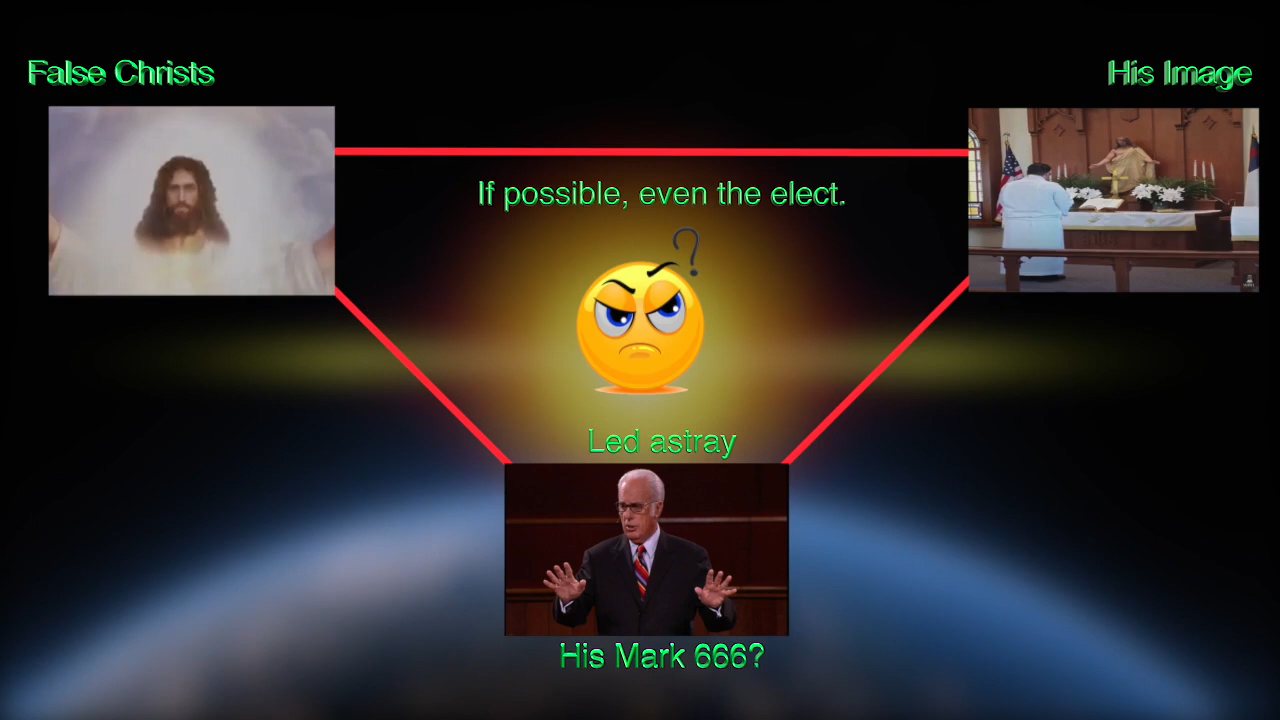 False Christs
His Image
If possible, even the elect.
?
Led astray
His Mark 666?